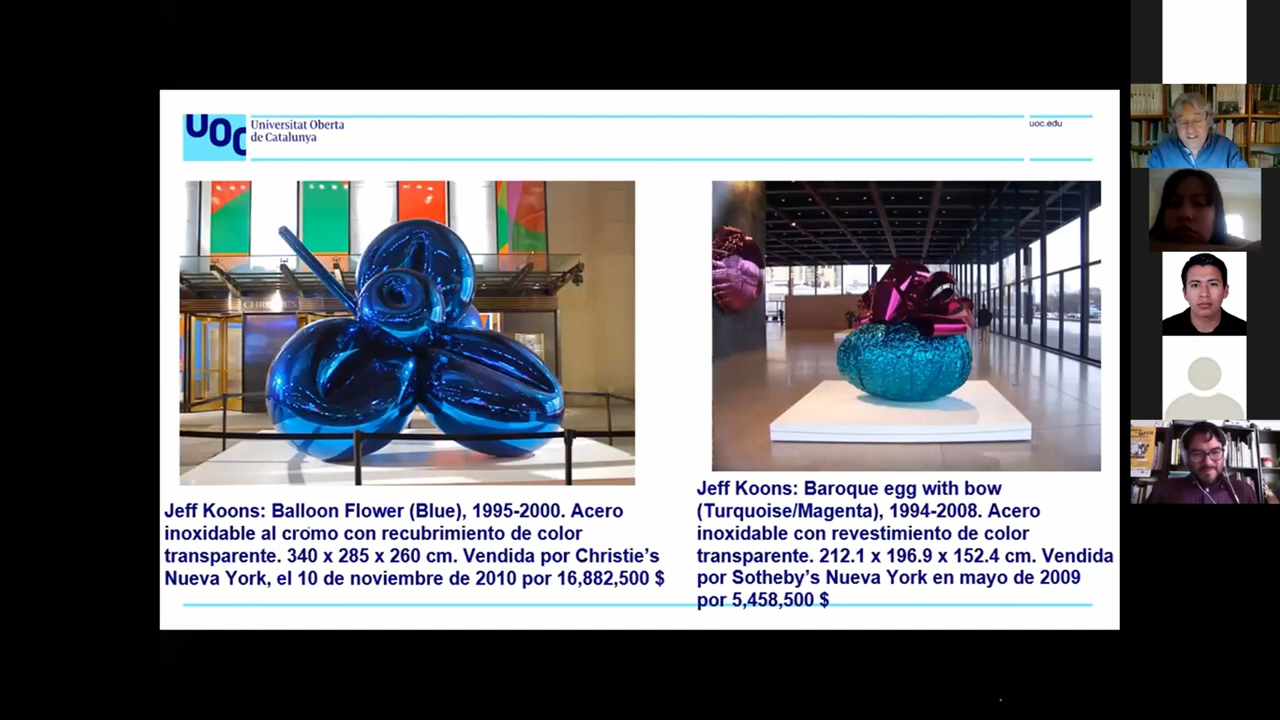 UOC
Universitat Oberta
de Catalunya
uoc.edu
CHRISTIE'S
Jeff Koons: Balloon Flower (Blue), 1995-2000. Acero
inoxidable al cromo con recubrimiento de color
transparente. 340 x 285 x 260 cm. Vendida por Christie’s
Nueva York, el 10 de noviembre de 2010 por 16,882,500 $
Jeff Koons: Baroque egg with bow
(Turquoise/Magenta), 1994-2008. Acero
inoxidable con revestimiento de color
transparente. 212.1 x 196.9 x 152.4 cm. Vendida
por Sotheby’s Nueva York en mayo de 2009
por 5,458,500 $